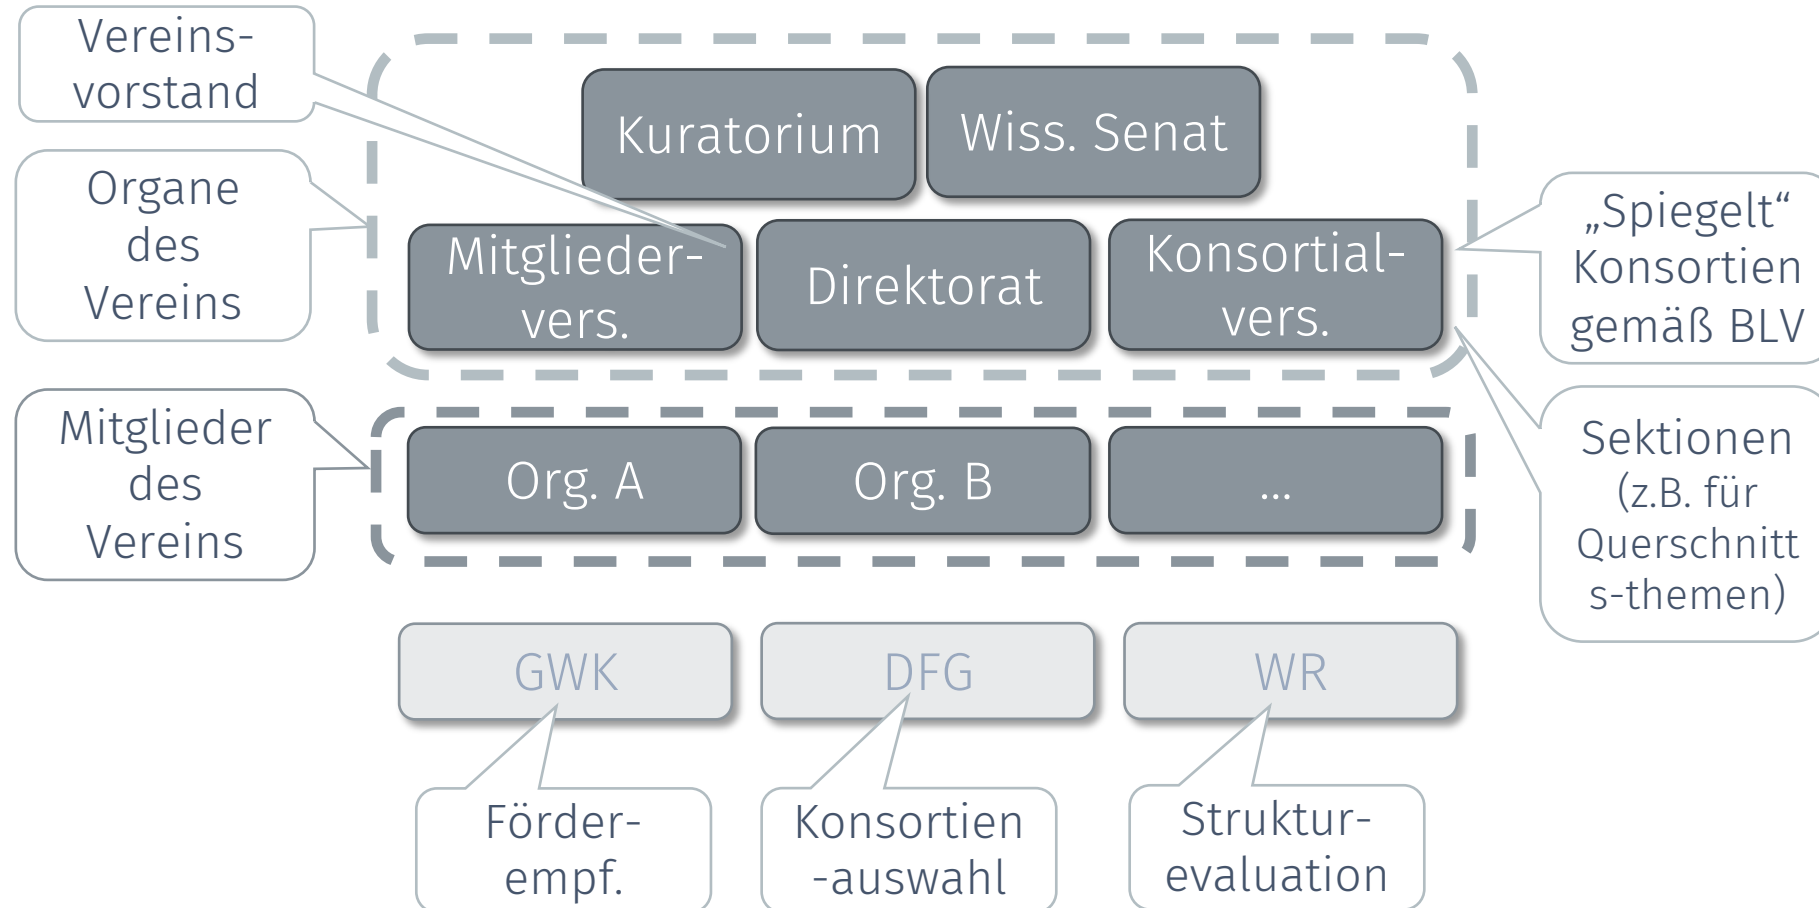 Vereins-
vorstand
Kuratorium
Wiss. Senat
Organe
des
Vereins
Mitglieder-
vers.
Direktorat
Konsortial-
vers.
„Spiegelt“
Konsortien
gemäß BLV
Mitglieder
des
Vereins
Org. A
Org. B
...
Sektionen
(z.B. für
Querschnitt
s-themen)
GWK
DFG
WR
Förder-
empf.
Konsortien
-auswahl
Struktur-
evaluation